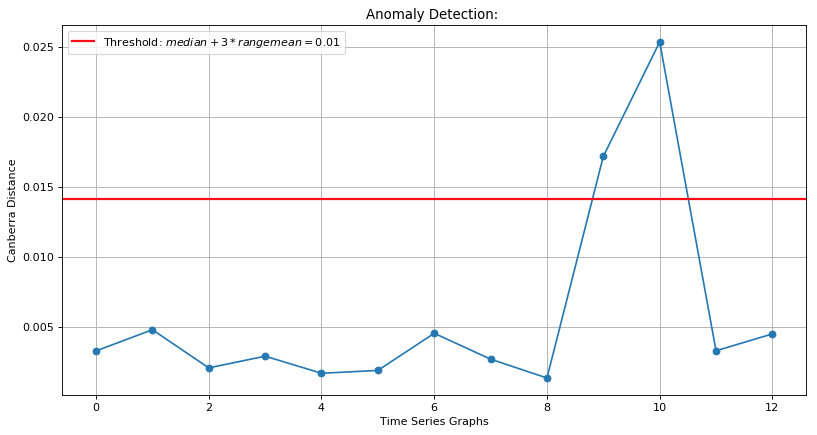 Anomaly Detection:
Threshold: median + 3 * rangemean = 0.01
0.025
0.020
0.015
0.010
0.005
Canberra Distance
0 2 4 6 8 10 12
Time Series Graphs